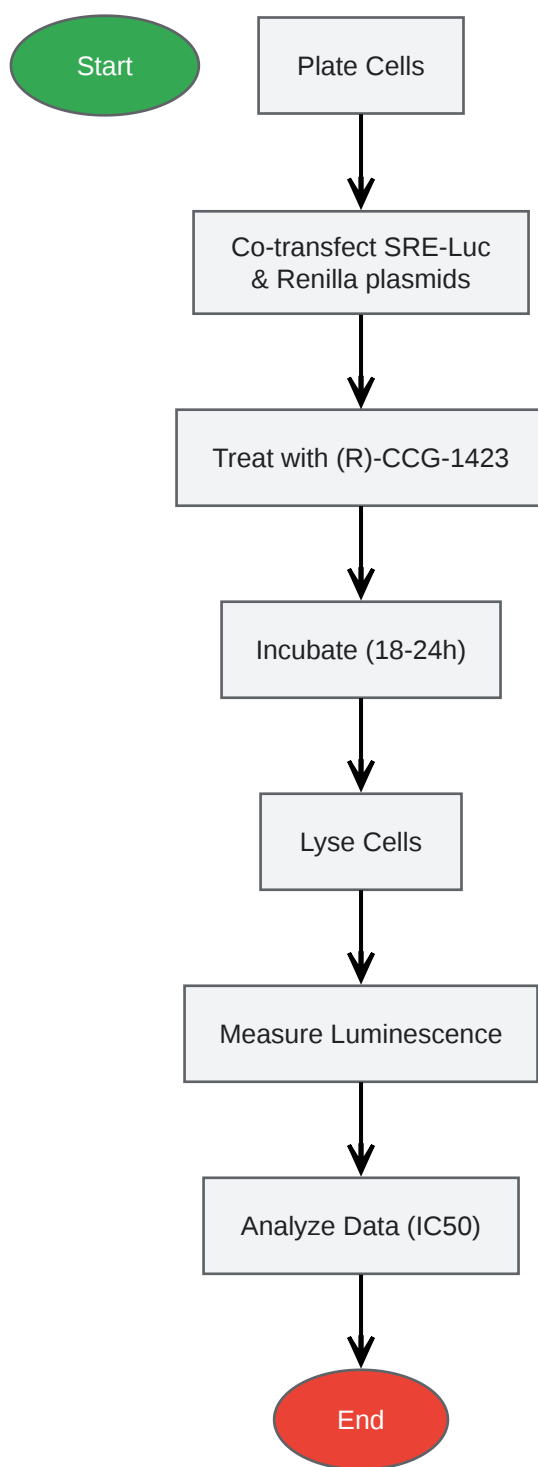 Start
Plate Cells
Co-transfect SRE-Luc
& Renilla plasmids
Treat with (R)-CCG-1423
Incubate (18-24h)
Lyse Cells
Measure Luminescence
Analyze Data (IC50)
End